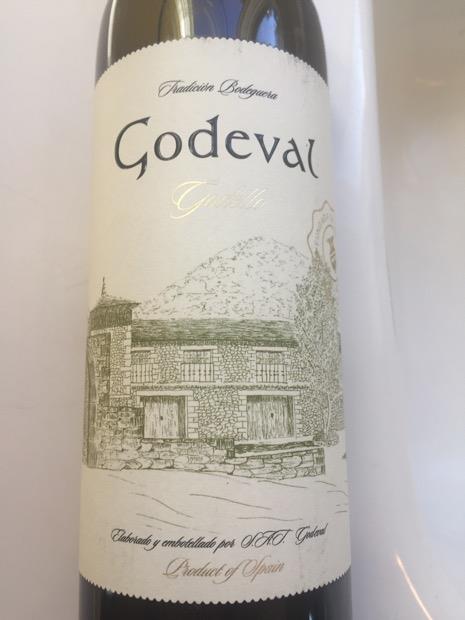 Tradición Bodeguera
Godeval
Godello
Elaborado y embotellado por S.A.T. Godeval
Product of Spain